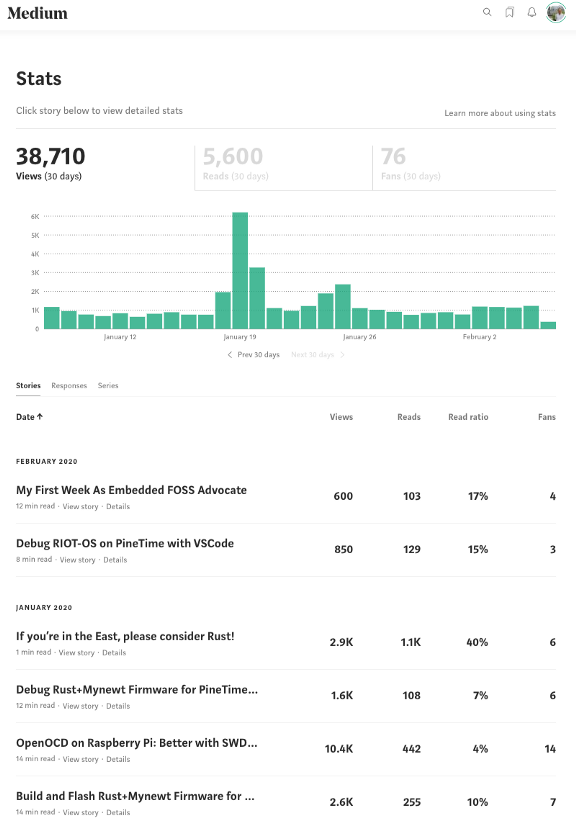 Medium
Stats
Click story below to view detailed stats
Learn more about using stats
38,710 5,600 76
Views (30 days) Reads (30 days) Fans (30 days)
6K
5K
4K
3K
2K
1K
0
January 12 January 19 January 26 February 2
Prev 30 days Next 30 days
Stories Responses Series
Date ↑ Views Reads Read ratio Fans
FEBRUARY 2020
My First Week As Embedded FOSS Advocate 600 103 17% 4
12 min read · View story · Details
Debug RIOT-OS on PineTime with VSCode 850 129 15% 3
8 min read · View story · Details
JANUARY 2020
If you’re in the East, please consider Rust! 2.9K 1.1K 40% 6
1 min read · View story · Details
Debug Rust+Mynewt Firmware for PineTime… 1.6K 108 7% 6
12 min read · View story · Details
OpenOCD on Raspberry Pi: Better with SWD… 10.4K 442 4% 14
14 min read · View story · Details
Build and Flash Rust+Mynewt Firmware for … 2.6K 255 10% 7
14 min read · View story · Details